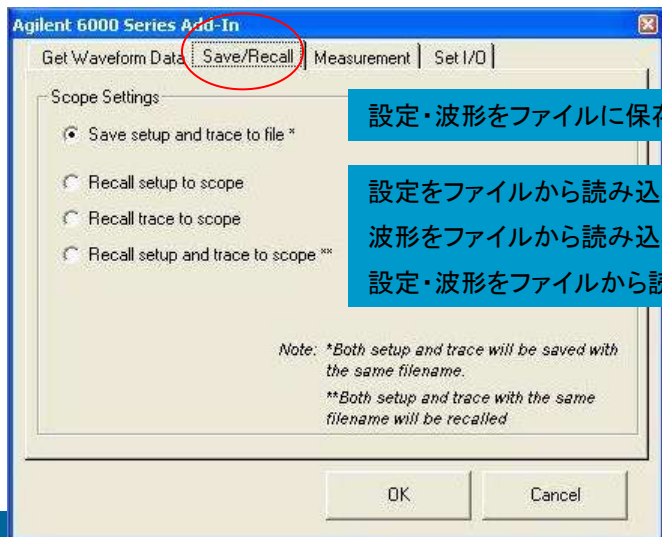 Agilent 6000 Series Add-In
Get Waveform Data Save/Recall Measurement Set I/O
Scope Settings
Save setup and trace to file *
設定・波形をファイルに保存
Recall setup to scope
設定をファイルから読み込
Recall trace to scope
波形をファイルから読み込
Recall setup and trace to scope **
設定・波形をファイルから
Note: *Both setup and trace will be saved with
the same filename.
**Both setup and trace with the same
filename will be recalled
OK Cancel